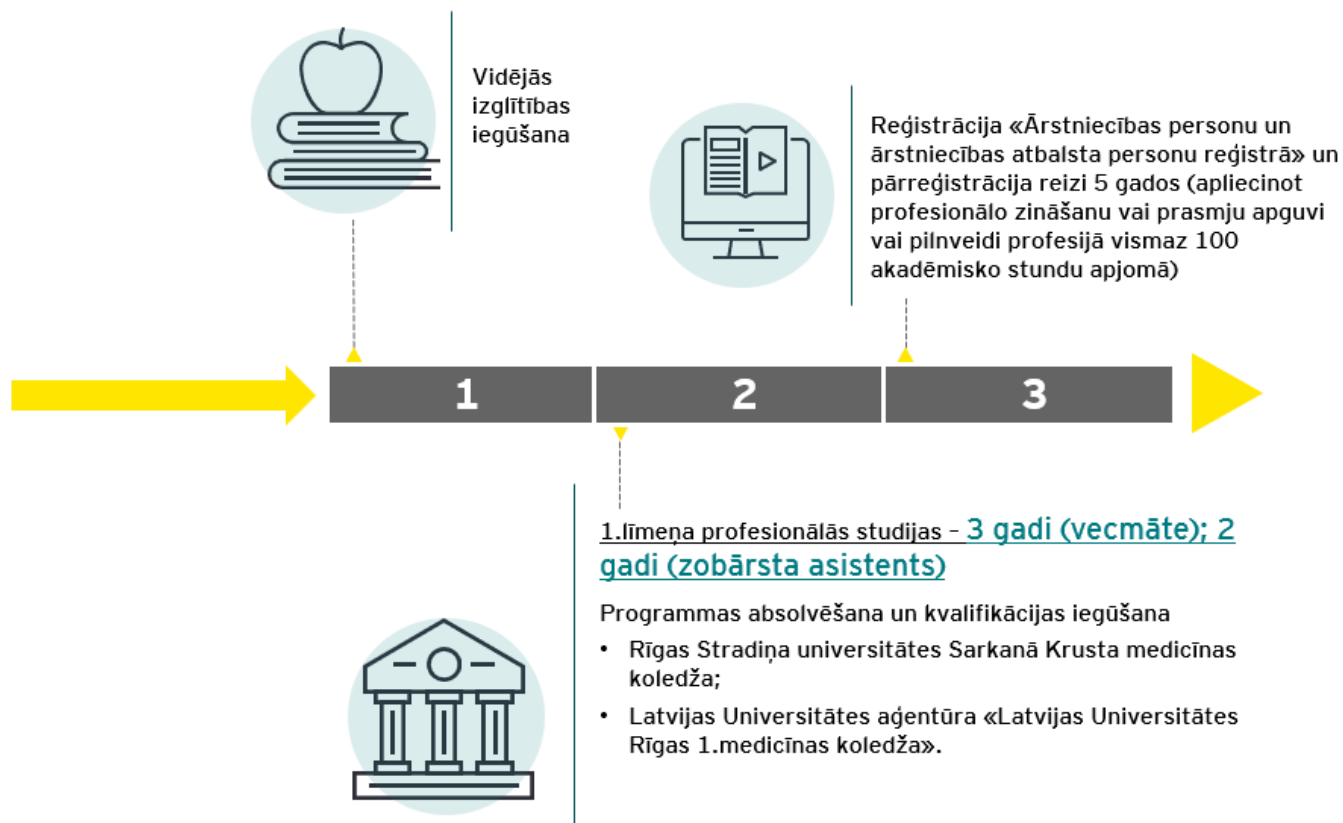 Vidējās
izglītības
iegūšana
Reģistrācija «Ārstniecības personu un
ārstniecības atbalsta personu reģistrā» un
pārreģistrācija reizi 5 gados (apliecinot
profesionālo zināšanu vai prasmju apguvi
vai pilnveidi profesijā vismaz 100
akadēmisko stundu apjomā)
1 2 3
1.līmeņa profesionālās studijas – 3 gadi (vecmāte); 2
gadi (zobārsta asistents)
Programmas absolvēšana un kvalifikācijas iegūšana
• Rīgas Stradiņa universitātes Sarkanā Krusta medicīnas
koledža;
• Latvijas Universitātes aģentūra «Latvijas Universitātes
Rīgas 1.medicīnas koledža».